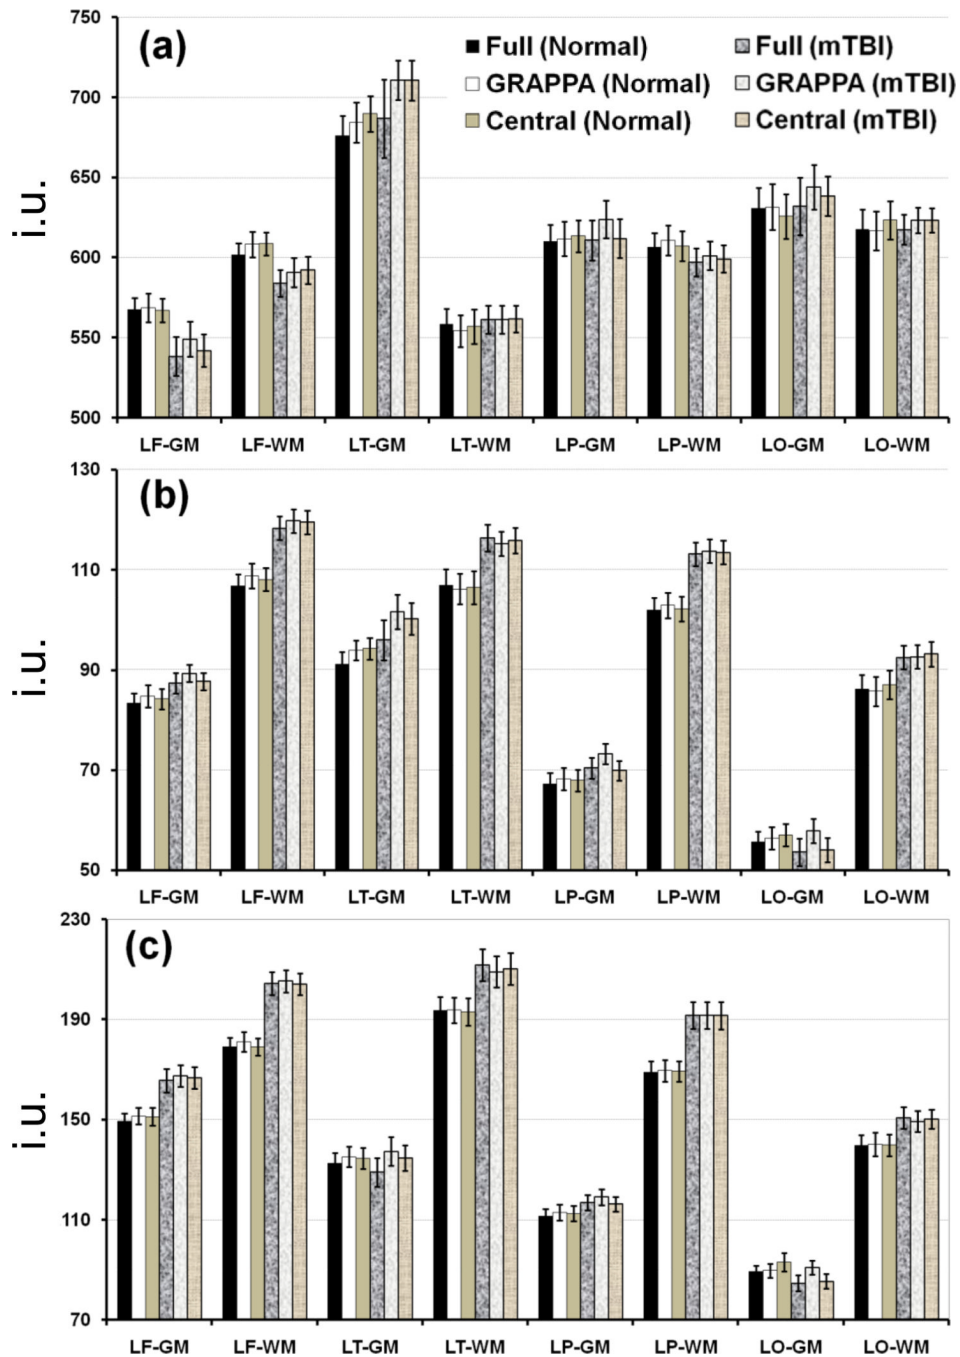 750
(a)
Full (Normal) Full (mTBI)
GRAPPA (Normal) GRAPPA (mTBI)
Central (Normal) Central (mTBI)
700
650
600
550
500
i.u.
LF-GM LF-WM LT-GM LT-WM LP-GM LP-WM LO-GM LO-WM
130
(b)
110
90
70
50
i.u.
LF-GM LF-WM LT-GM LT-WM LP-GM LP-WM LO-GM LO-WM
230
(c)
190
150
110
70
i.u.
LF-GM LF-WM LT-GM LT-WM LP-GM LP-WM LO-GM LO-WM